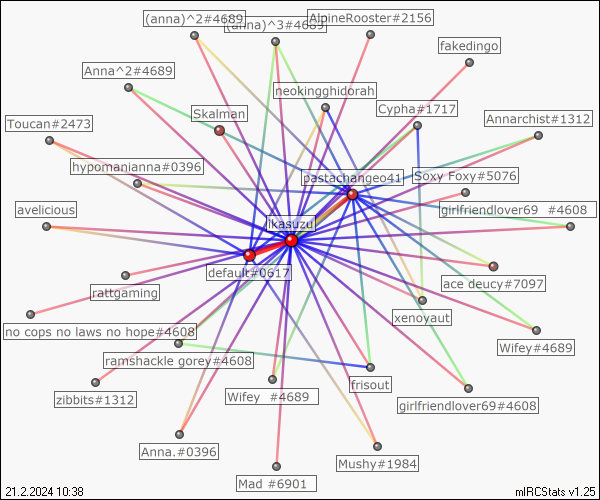 (anna)^2#4689
(anna)^3#4689
AlpineRooster#2156
fakedingo
Anna^2#4689
neokingghidorah
Skalman
Cypha#1717
Annarchist#1312
Toucan#2473
hypomanianna#0396
pastachangeo41
Soxy Foxy#5076
avelicious
ikasuzu
girlfriendlover69 #4608
default#0617
rattgaming
ace deucy#7097
xenoyaut
no cops no laws no hope#4608
Wifey#4689
ramshackle gorey#4608
frisout
zibbits#1312
Wifey #4689
girlfriendlover69#4608
Anna.#0396
Mushy#1984
Mad #6901
21.2.2024 10:38
mIRCStats v1.25